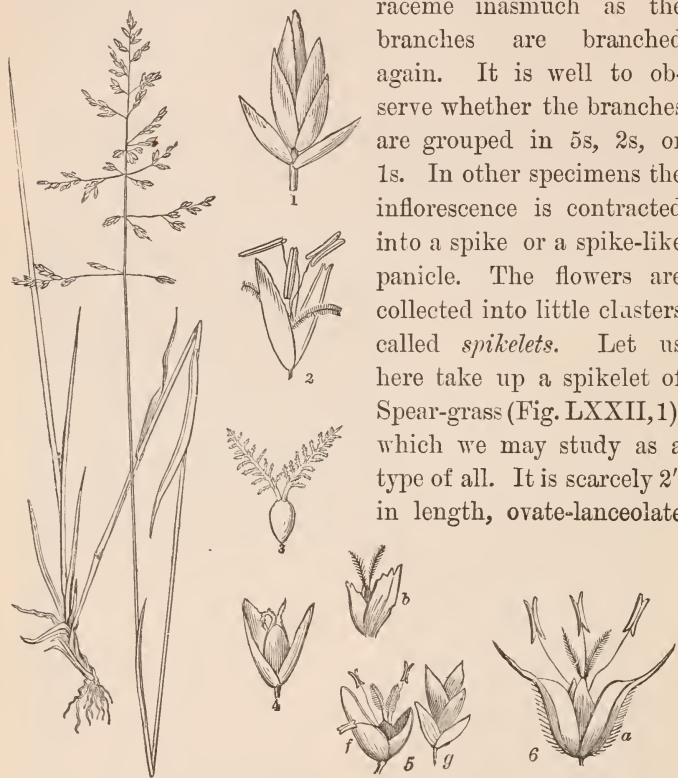 raceme inasmuch as the
branches are branched
again. It is well to ob-
serve whether the branches
are grouped in 5s, 2s, or
1s. In other specimens the
inflorescence is contracted
into a spike or a spike-like
panicle. The flowers are
collected into little clusters
called spikelets. Let us
here take up a spikelet of
Spear-grass (Fig. LXXII, 1)
which we may study as a
type of all. It is scarcely 2'
in length, ovate-lanceolate
1
2
3
4
b
f 5 g
6 a